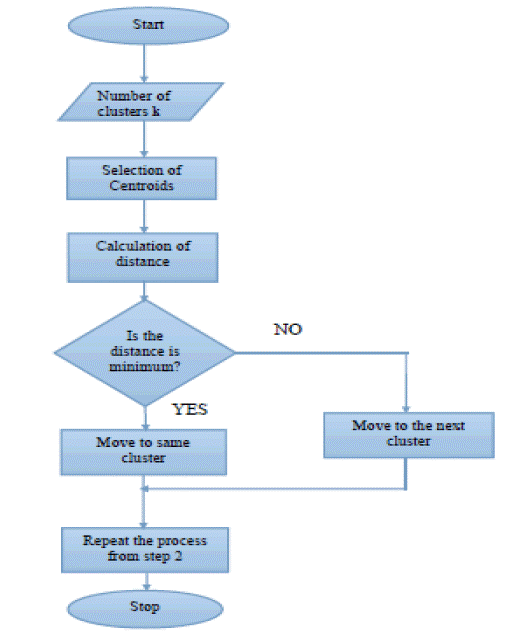 Start
Number of
clusters k
Selection of
Centroids
Calculation of
distance
Is the
distance is
minimum?
NO
YES
Move to same
cluster
Move to the next
cluster
Repeat the process
from step 2
Stop